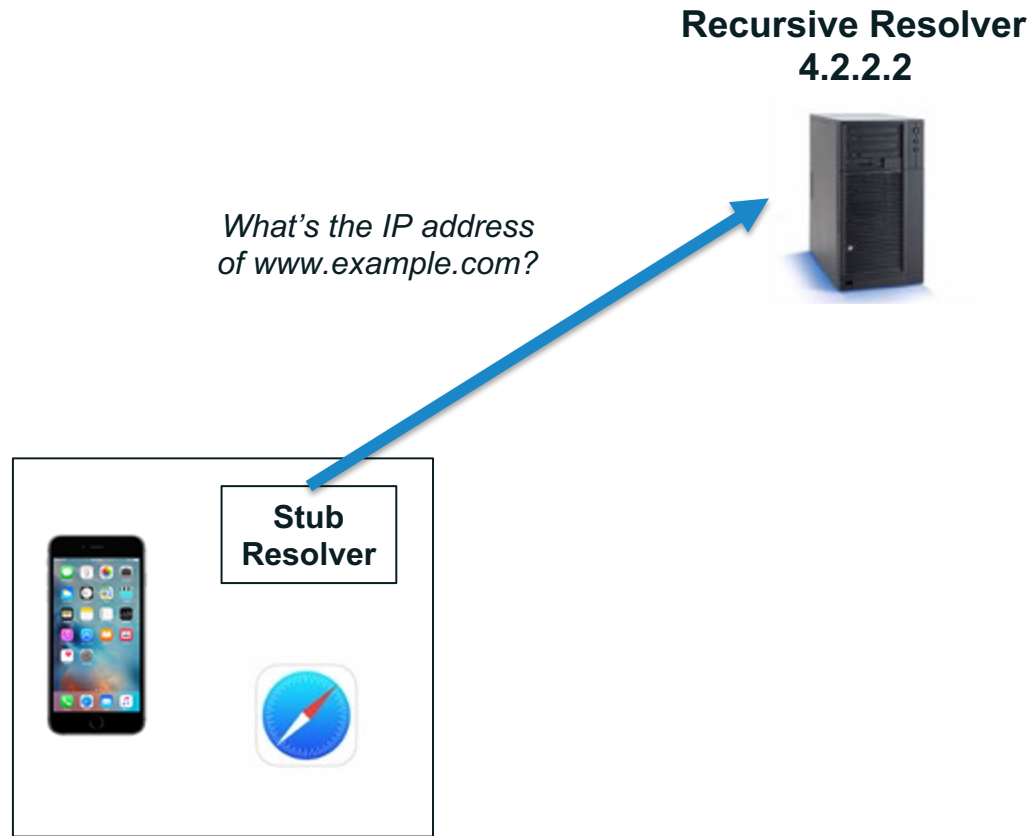 Recursive Resolver
4.2.2.2
What’s the IP address
of www.example.com?
Stub
Resolver